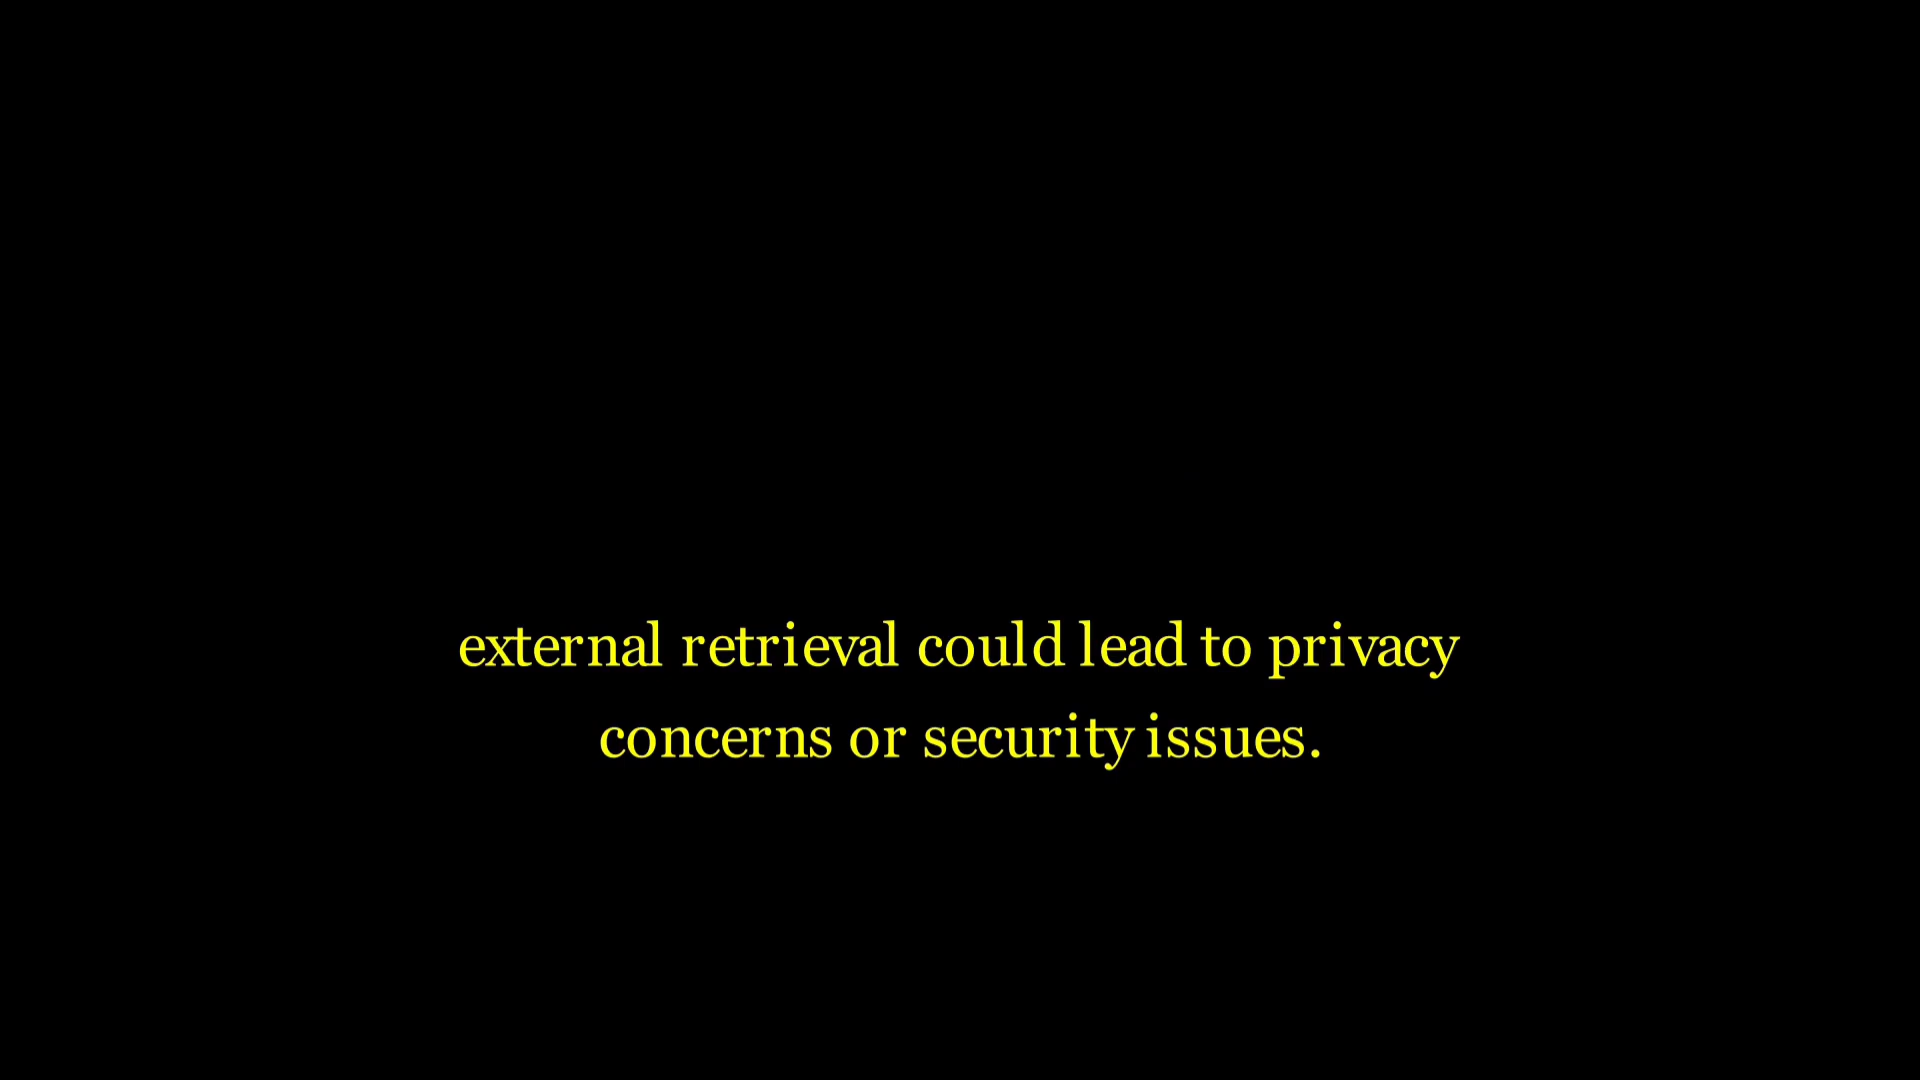 external retrieval could lead to privacy
concerns or security issues.